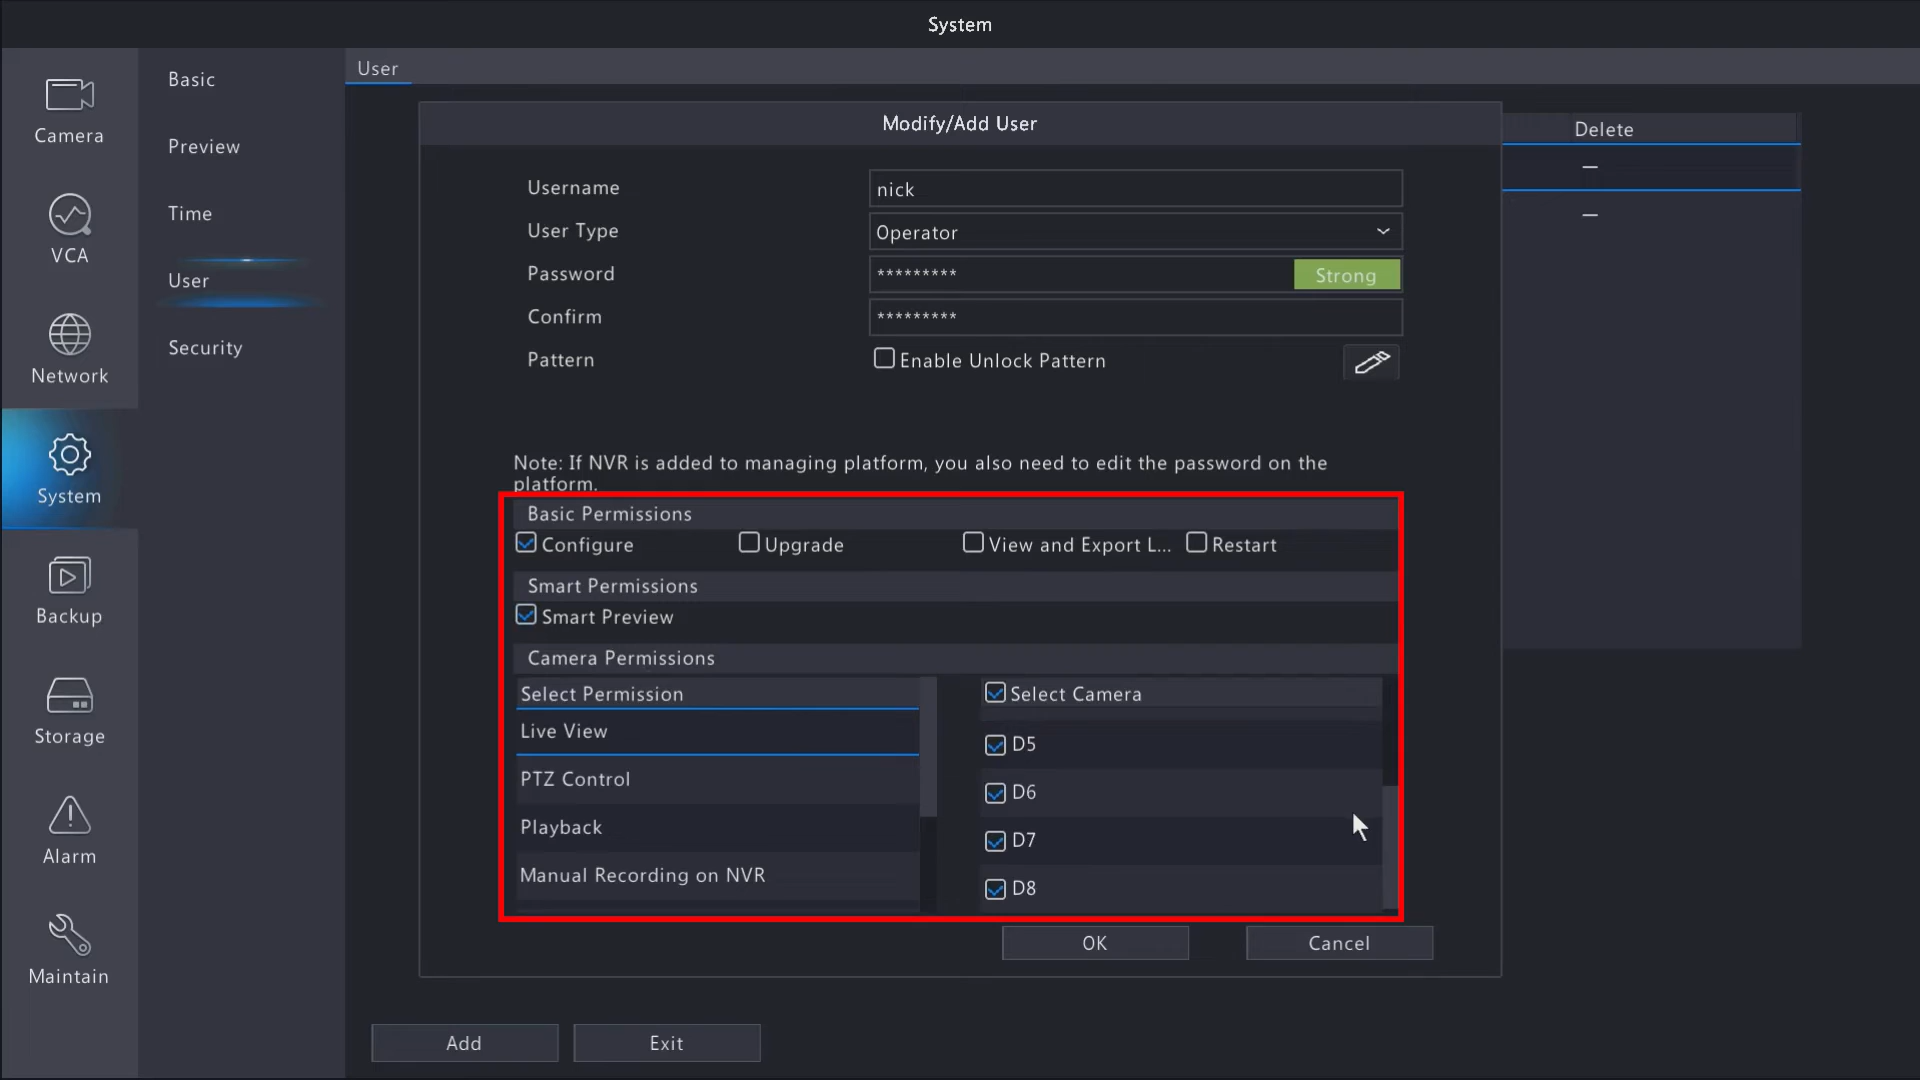 System
Camera
VCA
Network
System
Backup
Storage
Alarm
Maintain
Basic
Preview
Time
User
Security
User
Delete
—
—
Modify/Add User
Username
nick
User Type
Operator
Password
*********
Strong
Confirm
*********
Pattern
Enable Unlock Pattern
Note: If NVR is added to managing platform, you also need to edit the password on the
platform.
Basic Permissions
Configure
Upgrade
View and Export L...
Restart
Smart Permissions
Smart Preview
Camera Permissions
Select Permission
Live View
PTZ Control
Playback
Manual Recording on NVR
Select Camera
D5
D6
D7
D8
OK
Cancel
Add
Exit